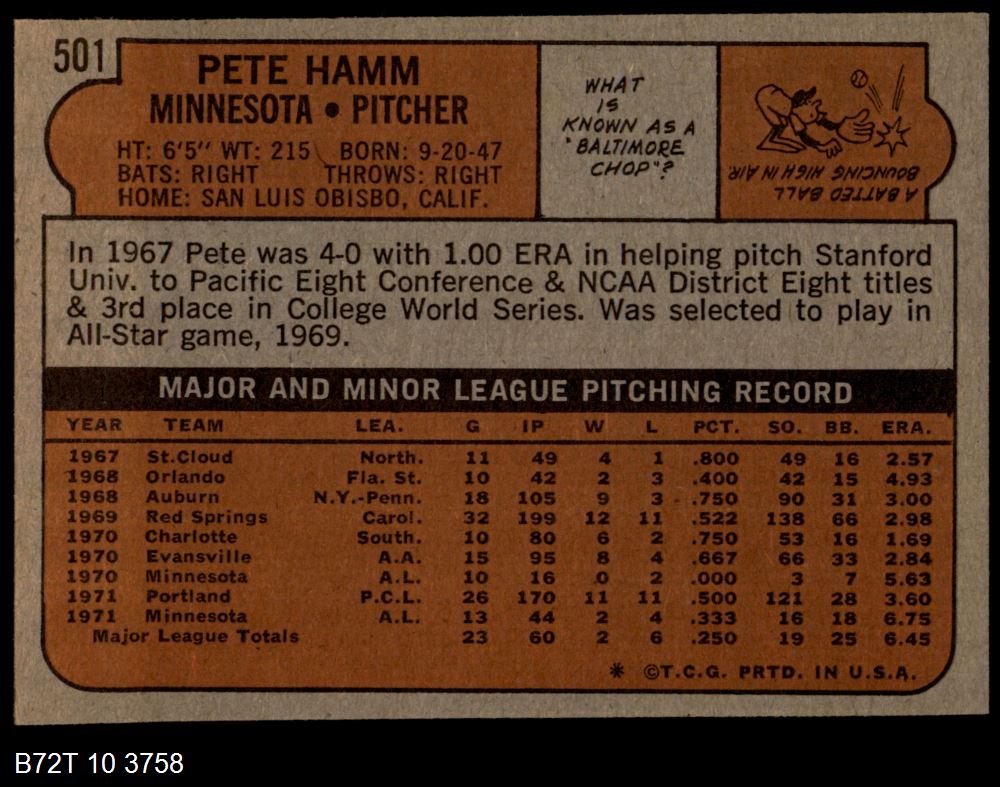 501
PETE HAMM
MINNESOTA • PITCHER
HT: 6'5" WT: 215 BORN: 9-20-47
BATS: RIGHT THROWS: RIGHT
HOME: SAN LUIS OBISBO, CALIF.
WHAT
IS
KNOWN AS A
"BALTIMORE
CHOP"?
A BATTED BALL
BOUNCING HIGH IN AIR
In 1967 Pete was 4-0 with 1.00 ERA in helping pitch Stanford
Univ. to Pacific Eight Conference & NCAA District Eight titles
& 3rd place in College World Series. Was selected to play in
All-Star game, 1969.
MAJOR AND MINOR LEAGUE PITCHING RECORD
YEAR TEAM LEA. G IP W L PCT. SO. BB. ERA.
1967 St.Cloud North. 11 49 4 1 .800 49 16 2.57
1968 Orlando Fla. St. 10 42 2 3 .400 42 15 4.93
1968 Auburn N.Y.-Penn. 18 105 9 3 .750 90 31 3.00
1969 Red Springs Carol. 32 199 12 11 .522 138 66 2.98
1970 Charlotte South. 10 80 6 2 .750 53 16 1.69
1970 Evansville A.A. 15 95 8 4 .667 66 33 2.84
1970 Minnesota A.L. 10 16 0 2 .000 3 7 5.63
1971 Portland P.C.L. 26 170 11 11 .500 121 28 3.60
1971 Minnesota A.L. 13 44 2 4 .333 16 18 6.75
Major League Totals 23 60 2 6 .250 19 25 6.45
* ©T.C.G. PRTD. IN U.S.A.
B72T 10 3758